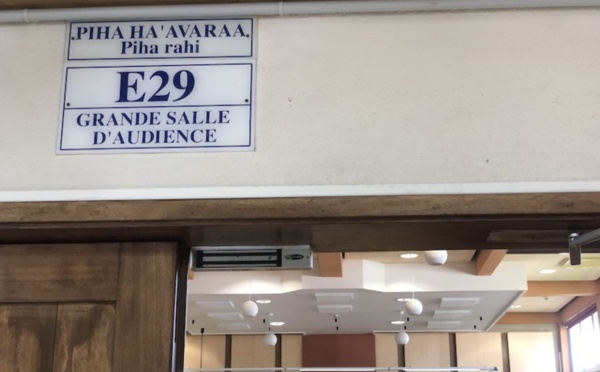 PIHA HA'AVARAA
Piha rahi
E29
GRANDE SALLE
D'AUDIENCE